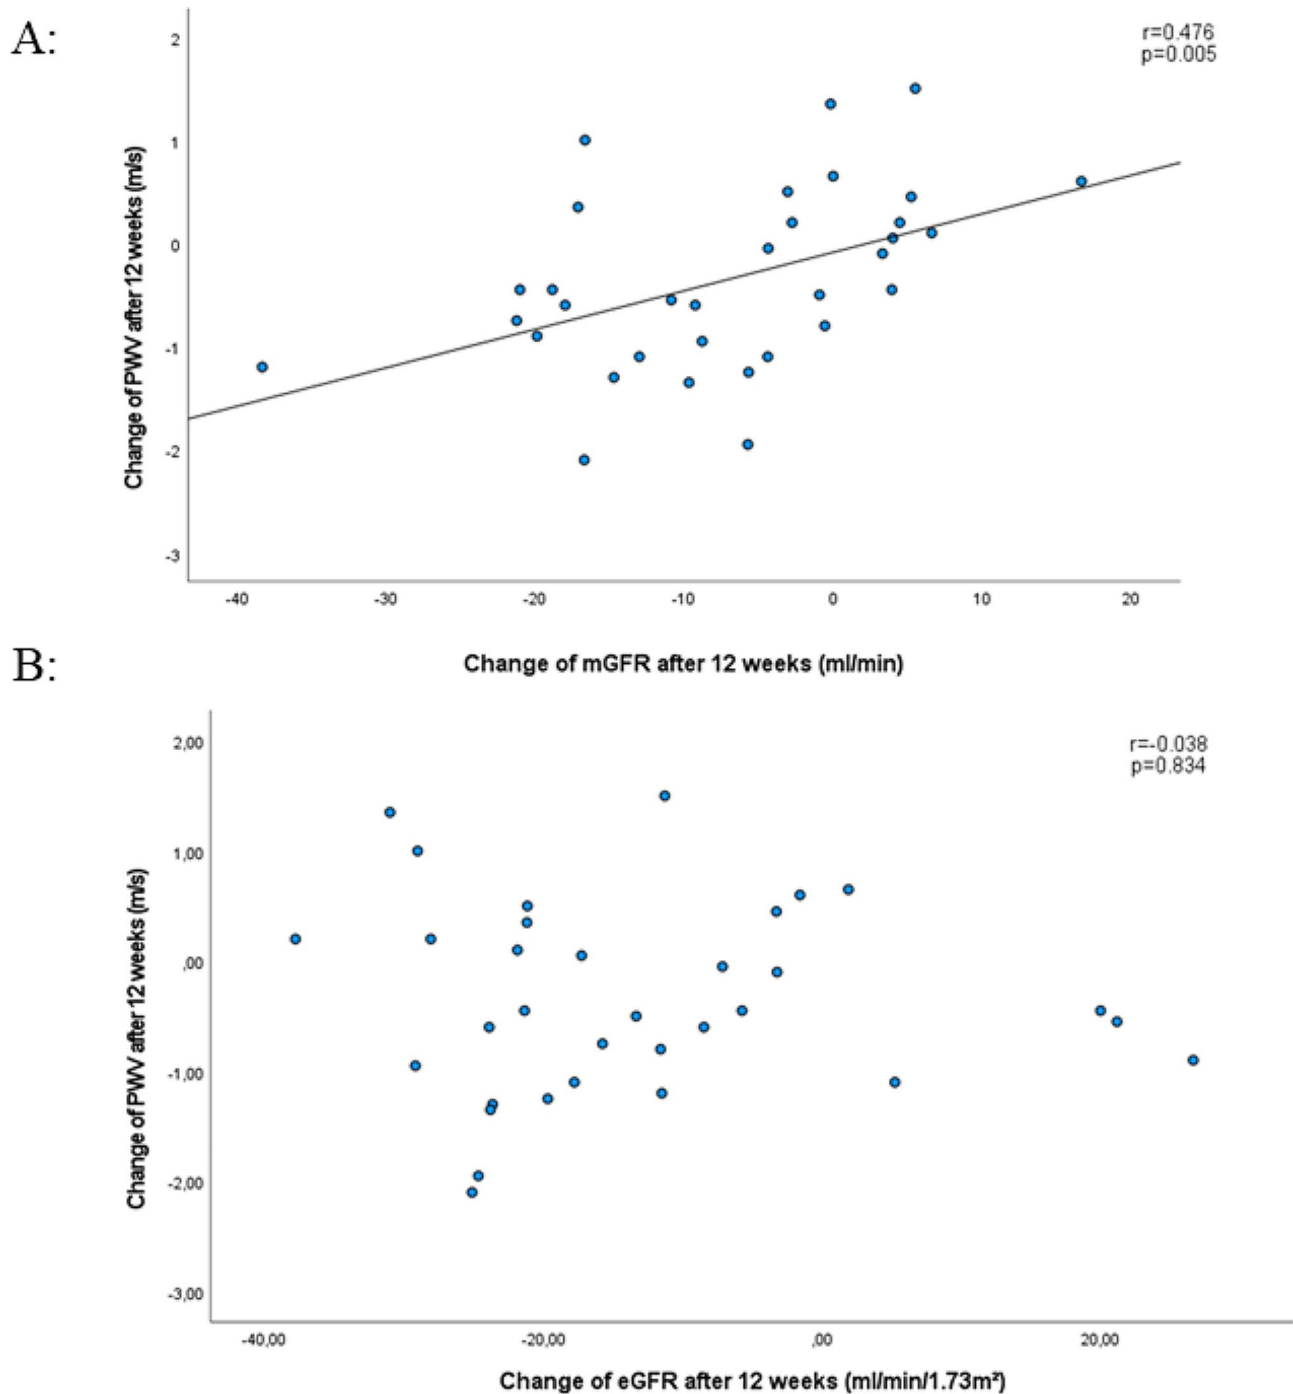 A:
r=0.476
p=0.005
Change of PWV after 12 weeks (m/s)
2
1
0
-1
-2
-3
-40 -30 -20 -10 0 10 20
Change of mGFR after 12 weeks (ml/min)
B:
r=-0.038
p=0.834
Change of PWV after 12 weeks (m/s)
2,00
1,00
,00
-1,00
-2,00
-3,00
-40,00 -20,00 ,00 20,00
Change of eGFR after 12 weeks (ml/min/1.73m²)